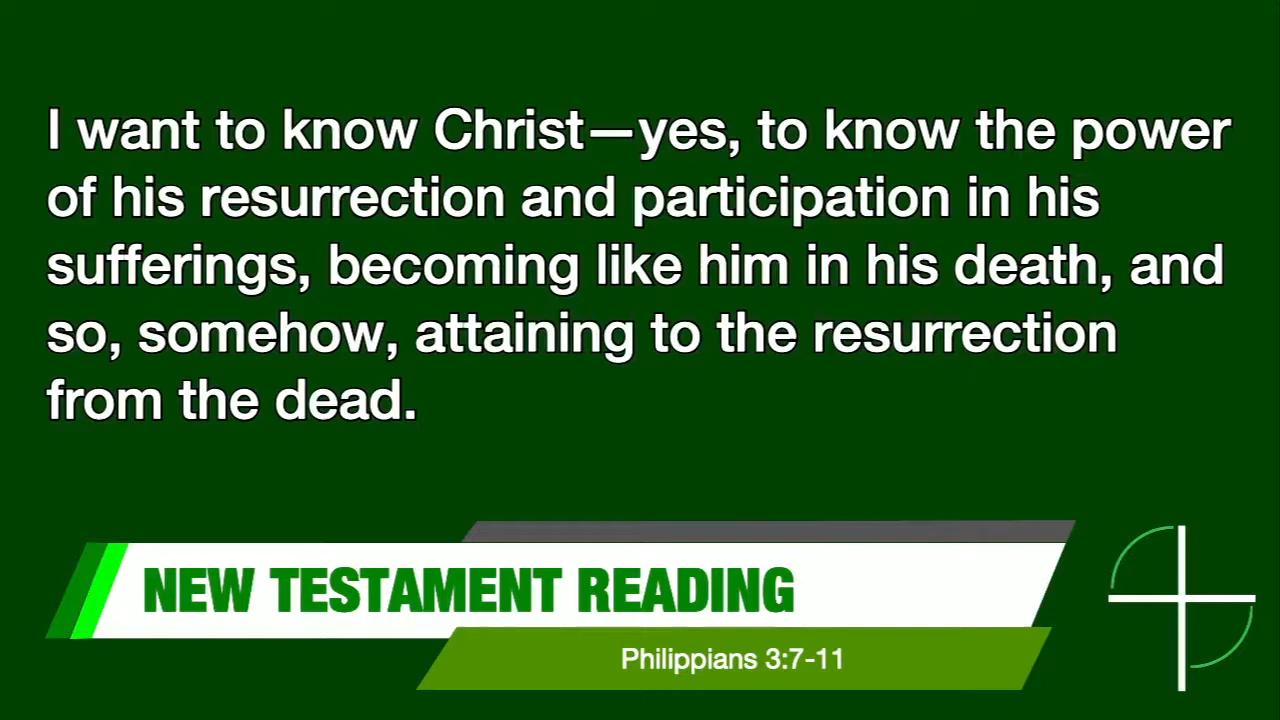 I want to know Christ—yes, to know the power
of his resurrection and participation in his
sufferings, becoming like him in his death, and
so, somehow, attaining to the resurrection
from the dead.
NEW TESTAMENT READING
Philippians 3:7-11